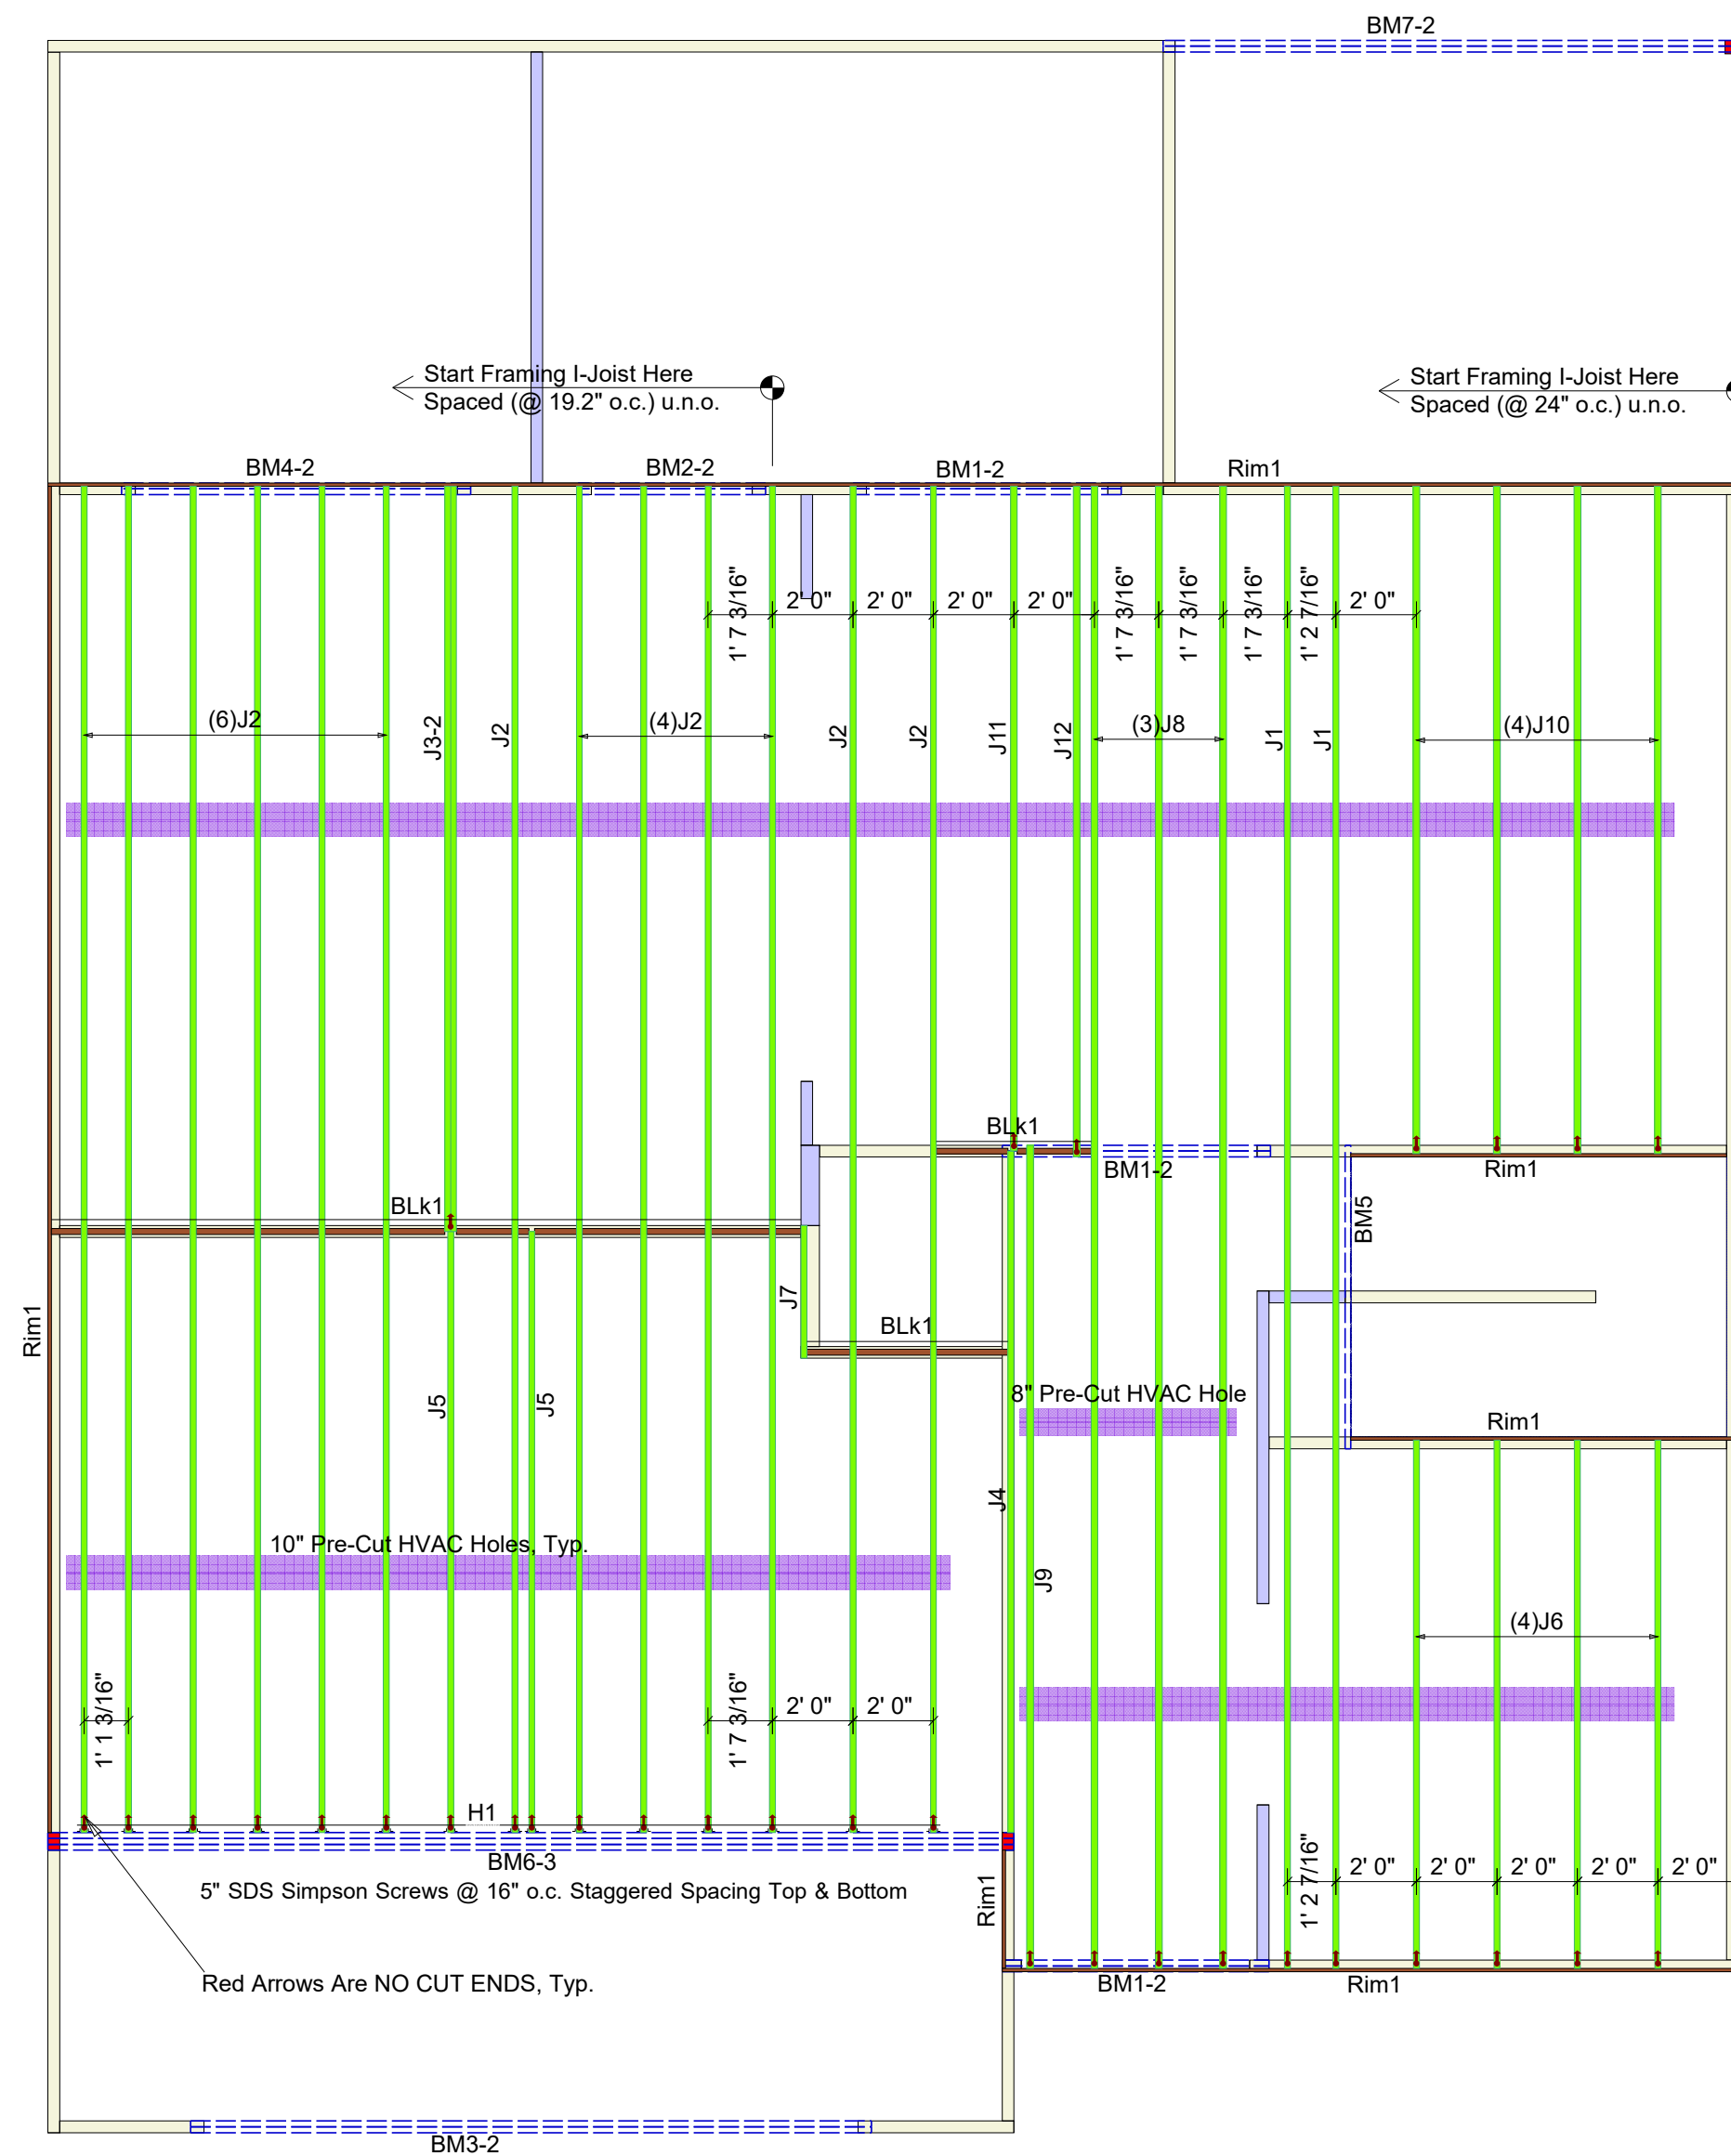 BM7-2
Start Framing I-Joist Here
Spaced (@ 19.2" o.c.) u.n.o.
Start Framing I-Joist Here
Spaced (@ 24" o.c.) u.n.o.
BM4-2
BM2-2
BM1-2
Rim1
1' 7 3/16"
2' 0"
2' 0"
2' 0"
2' 0"
1' 7 3/16"
1' 7 3/16"
1' 7 3/16"
1' 2 7/16"
2' 0"
(6)J2
J3-2
J2
(4)J2
J2
J2
J11
J12
(3)J8
J1
J1
(4)J10
BLk1
BM1-2
Rim1
BLk1
BM5
J7
Rim1
BLk1
J5
J5
8" Pre-Cut HVAC Hole
Rim1
J4
10" Pre-Cut HVAC Holes, Typ.
J9
(4)J6
1' 1 3/16"
1' 7 3/16"
2' 0"
2' 0"
H1
BM6-3
5" SDS Simpson Screws @ 16" o.c. Staggered Spacing Top & Bottom
Rim1
1' 2 7/16"
2' 0"
2' 0"
2' 0"
2' 0"
2' 0"
Red Arrows Are NO CUT ENDS, Typ.
BM1-2
Rim1
BM3-2